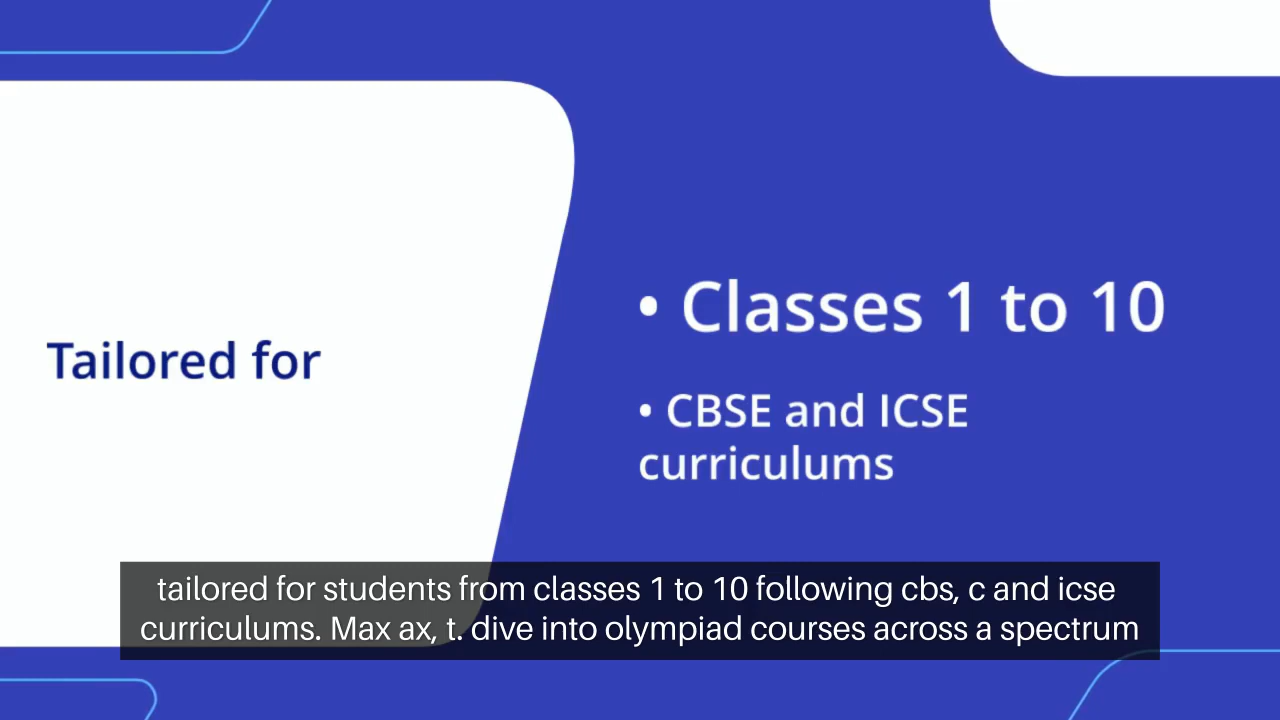 Tailored for
• Classes 1 to 10
• CBSE and ICSE
curriculums
tailored for students from classes 1 to 10 following cbs, c and icse
curriculums. Max ax, t. dive into olympiad courses across a spectrum